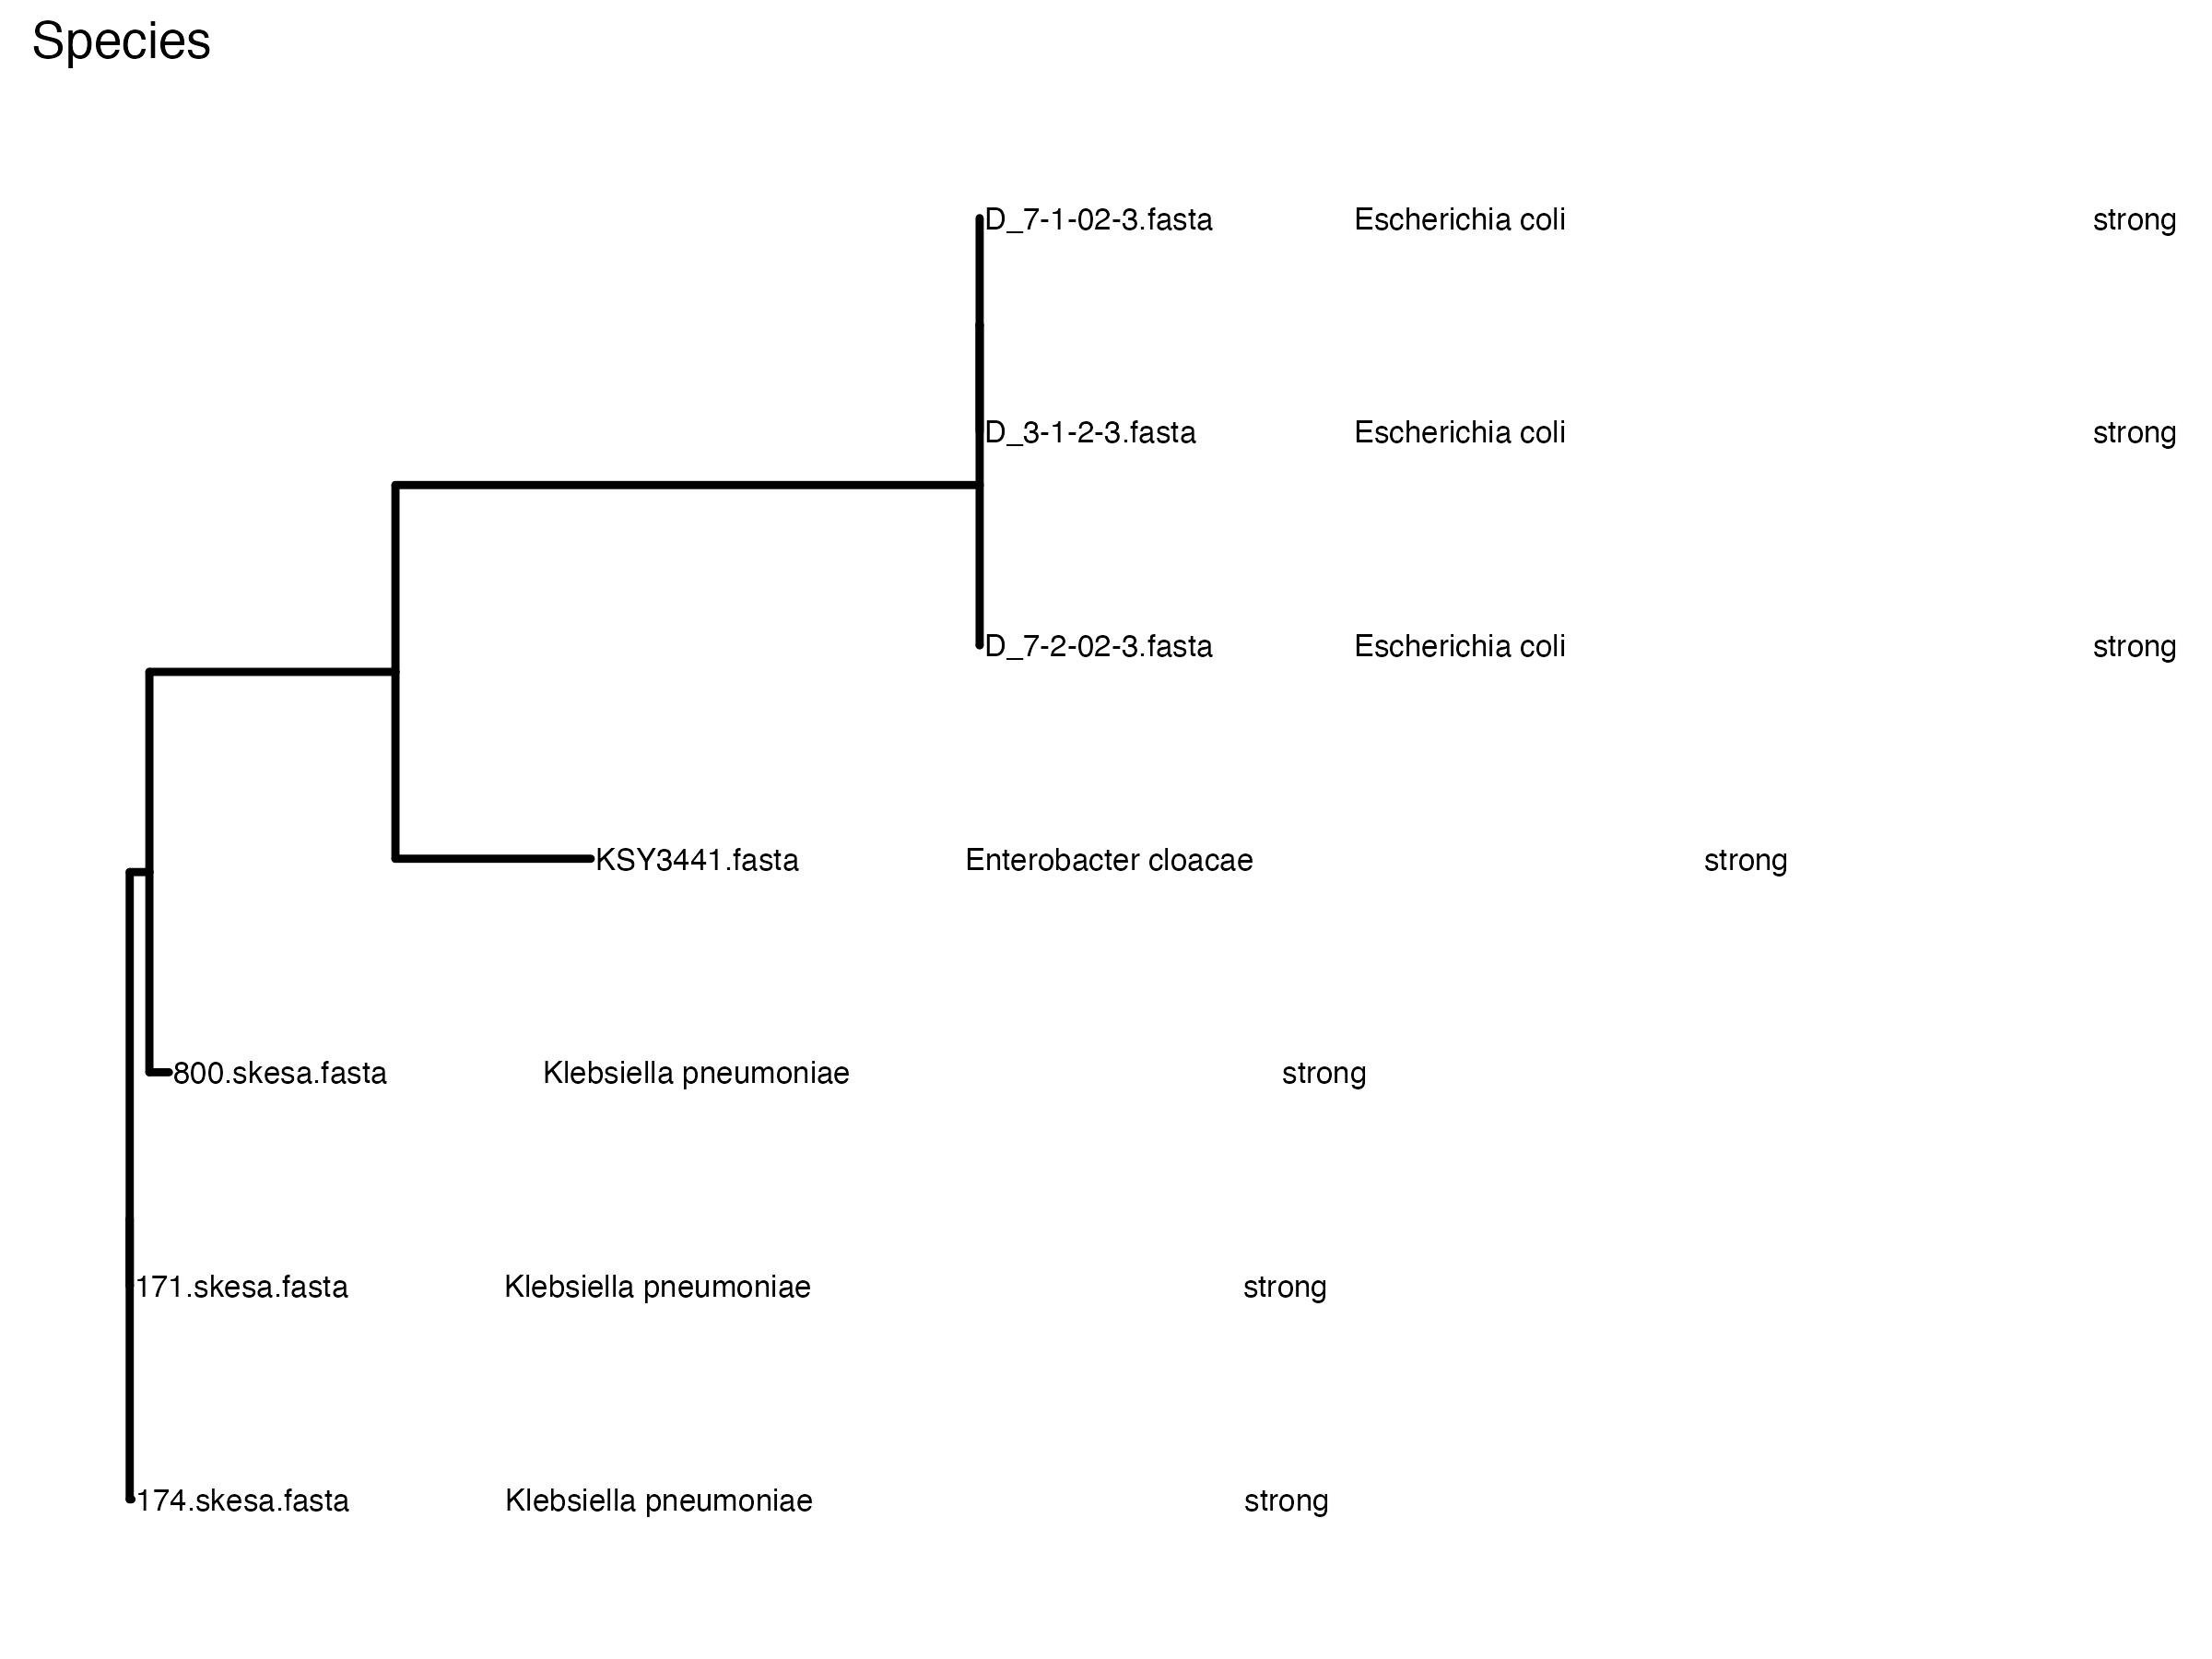 Species
D_7-1-02-3.fasta Escherichia coli strong
D_3-1-2-3.fasta Escherichia coli strong
D_7-2-02-3.fasta Escherichia coli strong
KSY3441.fasta Enterobacter cloacae strong
800.skesa.fasta Klebsiella pneumoniae strong
171.skesa.fasta Klebsiella pneumoniae strong
174.skesa.fasta Klebsiella pneumoniae strong